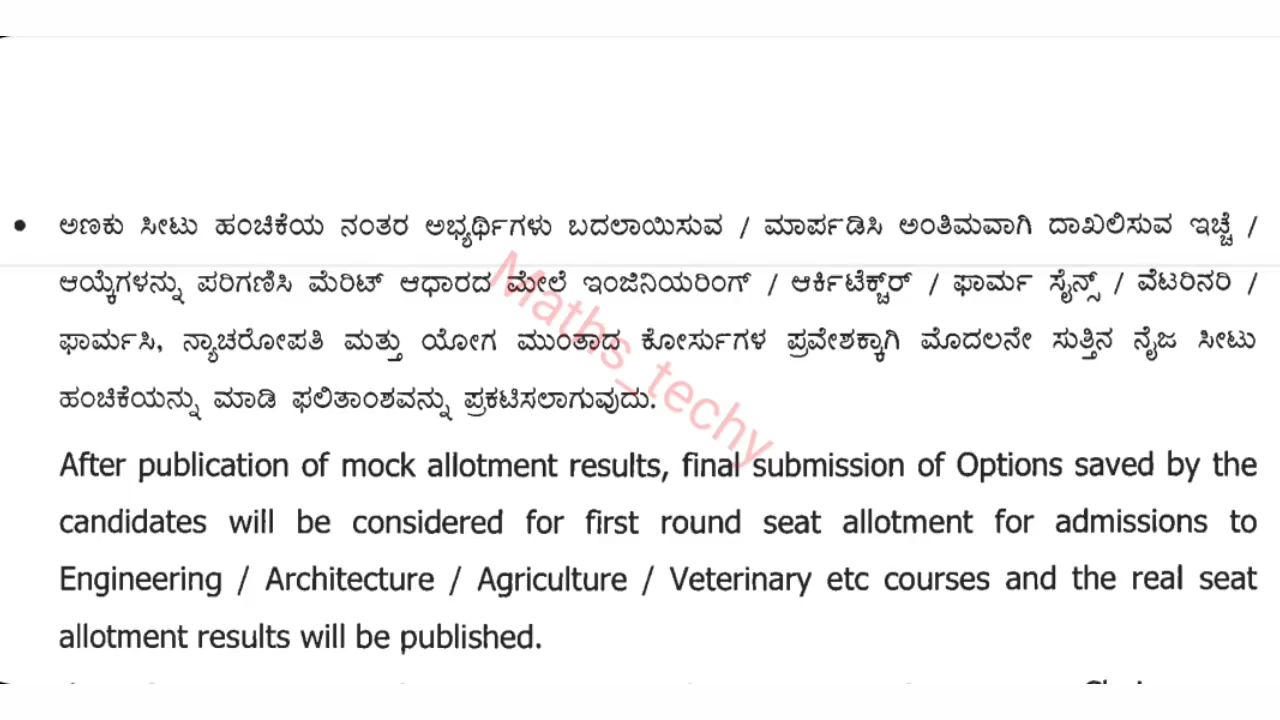 • ಅಣಕು ಸೀಟು ಹಂಚಿಕೆಯ ನಂತರ ಅಭ್ಯರ್ಥಿಗಳು ಬದಲಾಯಿಸುವ / ಮಾರ್ಪಡಿಸಿ ಅಂತಿಮವಾಗಿ ದಾಖಲಿಸುವ ಇಚ್ಛೆ /
ಆಯ್ಕೆಗಳನ್ನು ಪರಿಗಣಿಸಿ ಮೆರಿಟ್ ಆಧಾರದ ಮೇಲೆ ಇಂಜಿನಿಯರಿಂಗ್ / ಆರ್ಕಿಟೆಕ್ಚರ್ / ಫಾರ್ಮ ಸೈನ್ಸ್ / ವೆಟರಿನರಿ /
ಫಾರ್ಮಸಿ, ನ್ಯಾಚರೋಪತಿ ಮತ್ತು ಯೋಗ ಮುಂತಾದ ಕೋರ್ಸುಗಳ ಪ್ರವೇಶಕ್ಕಾಗಿ ಮೊದಲನೇ ಸುತ್ತಿನ ನೈಜ ಸೀಟು
ಹಂಚಿಕೆಯನ್ನು ಮಾಡಿ ಫಲಿತಾಂಶವನ್ನು ಪ್ರಕಟಿಸಲಾಗುವುದು.
Maths_techy
After publication of mock allotment results, final submission of Options saved by the
candidates will be considered for first round seat allotment for admissions to
Engineering / Architecture / Agriculture / Veterinary etc courses and the real seat
allotment results will be published.